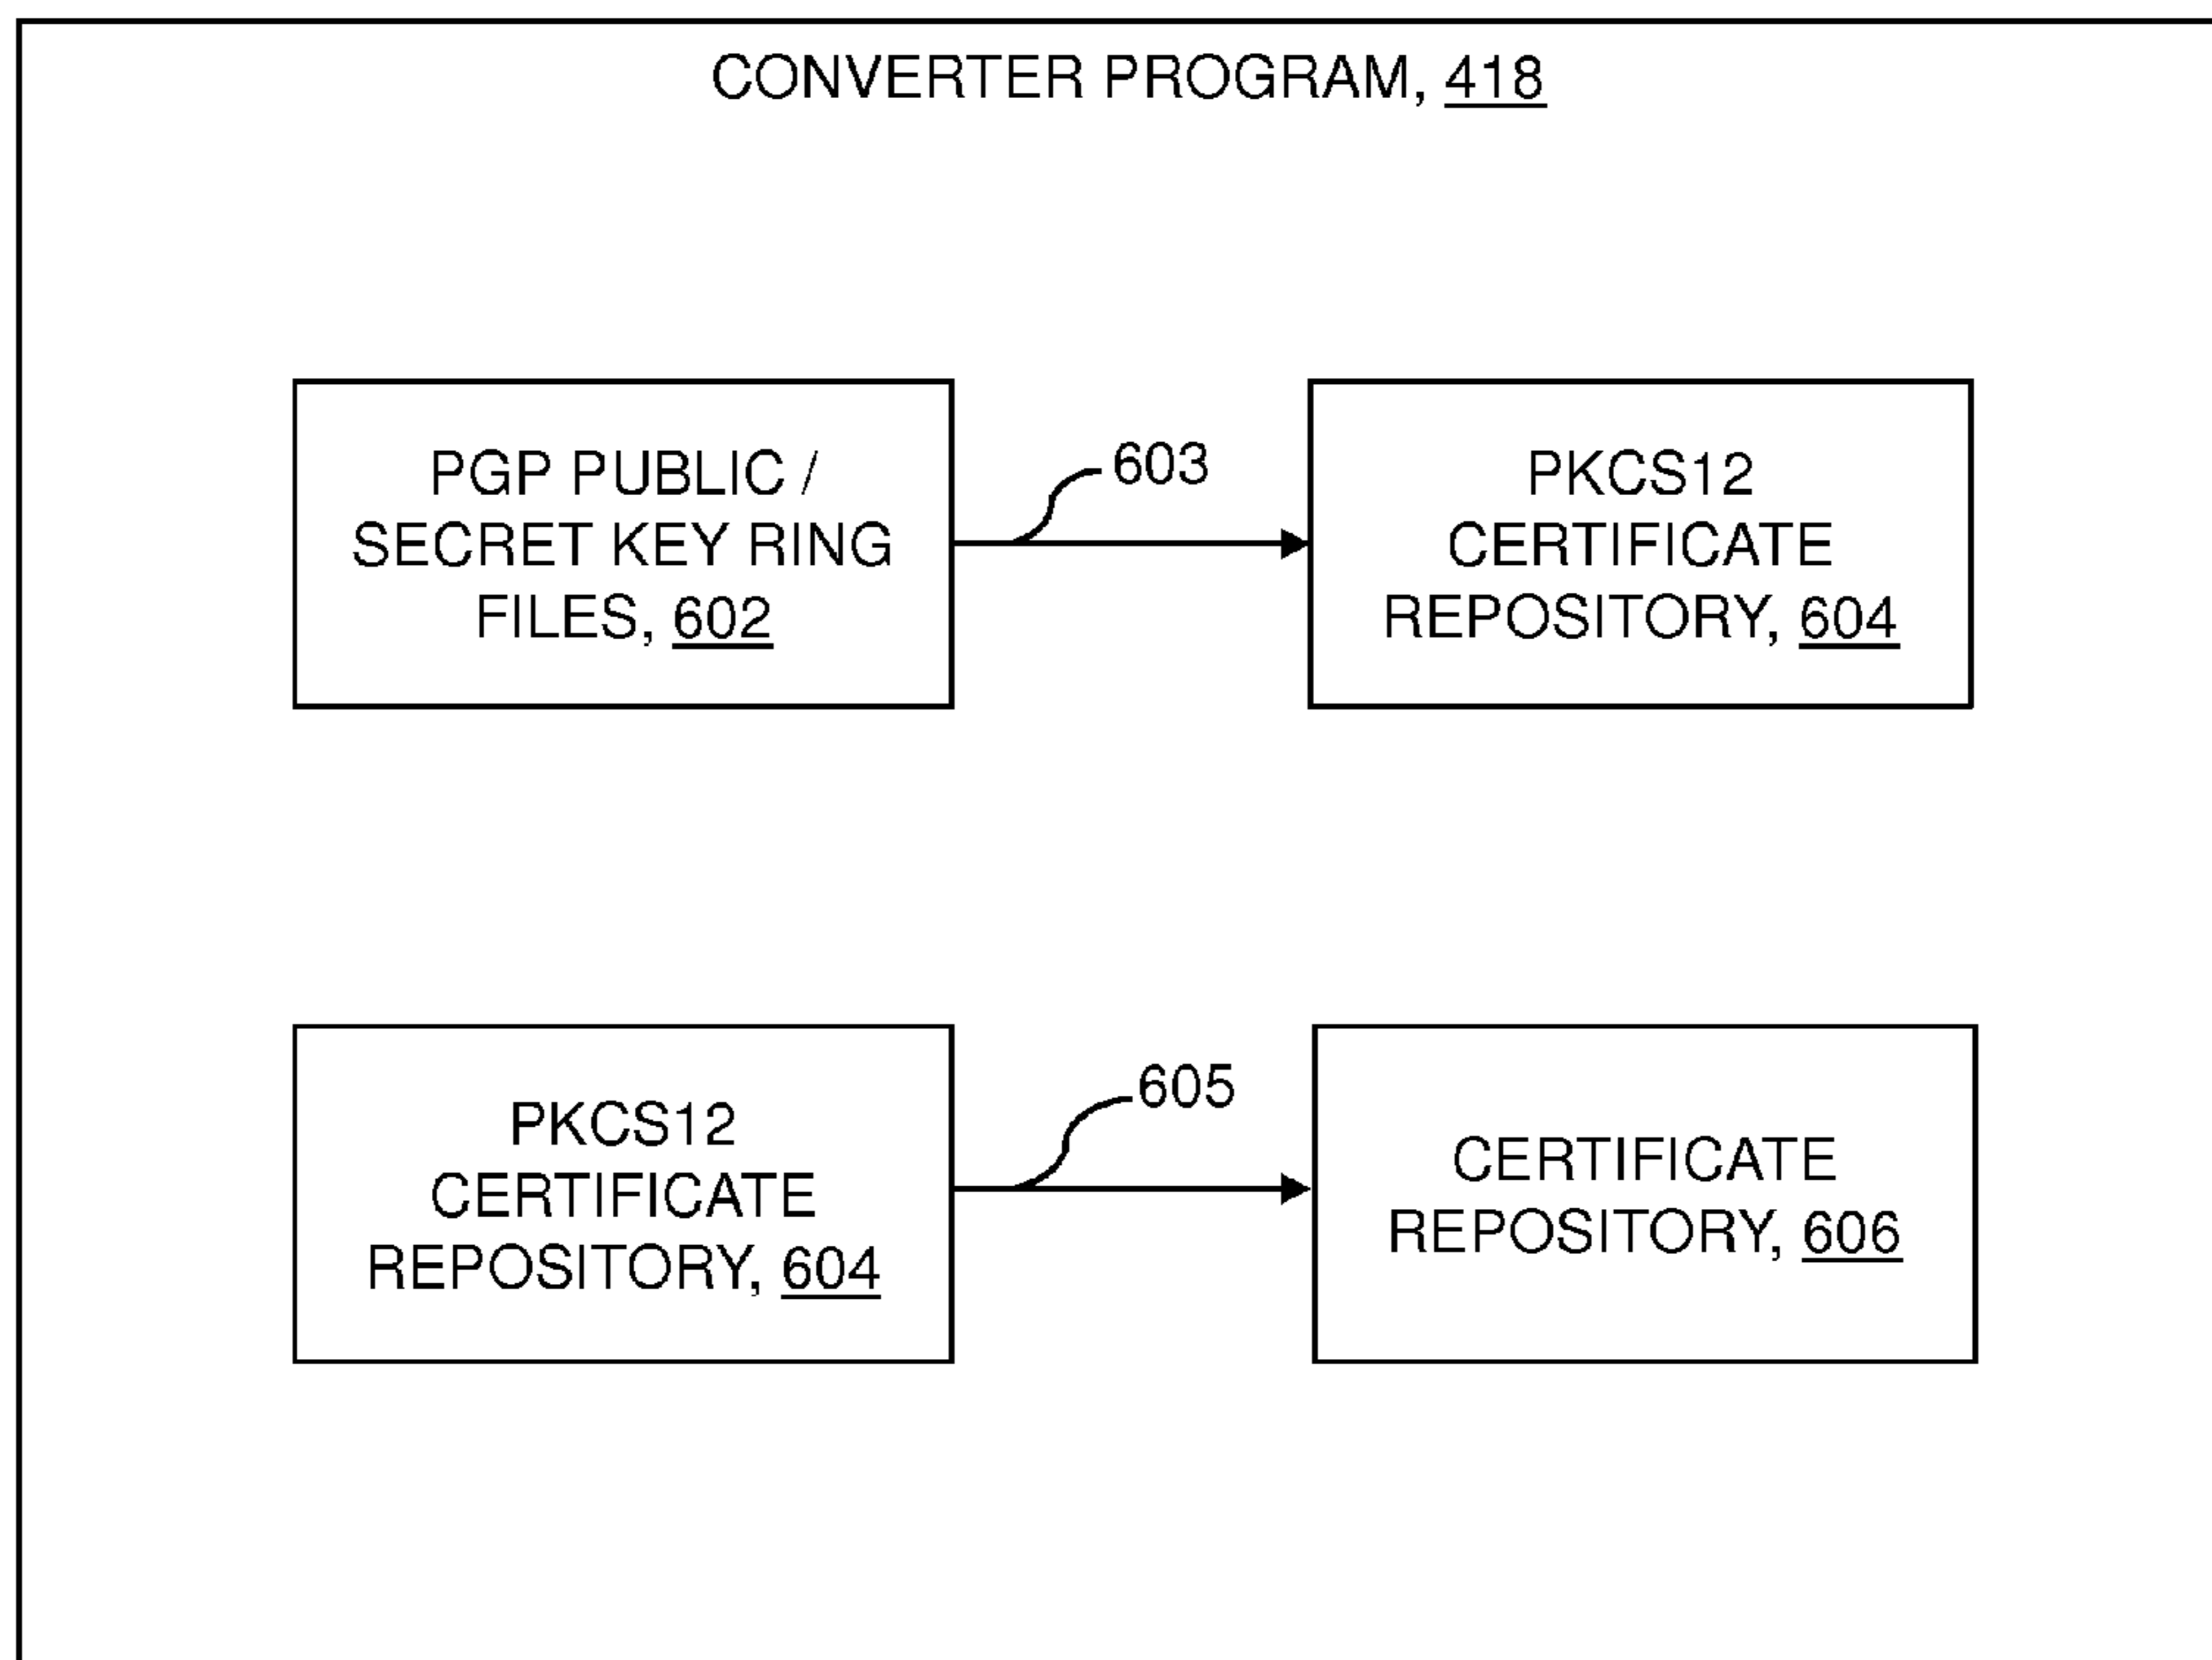 CONVERTER PROGRAM, 418
PGP PUBLIC /
SECRET KEY RING
FILES, 602
603
PKCS12
CERTIFICATE
REPOSITORY, 604
PKCS12
CERTIFICATE
REPOSITORY, 604
605
CERTIFICATE
REPOSITORY, 606